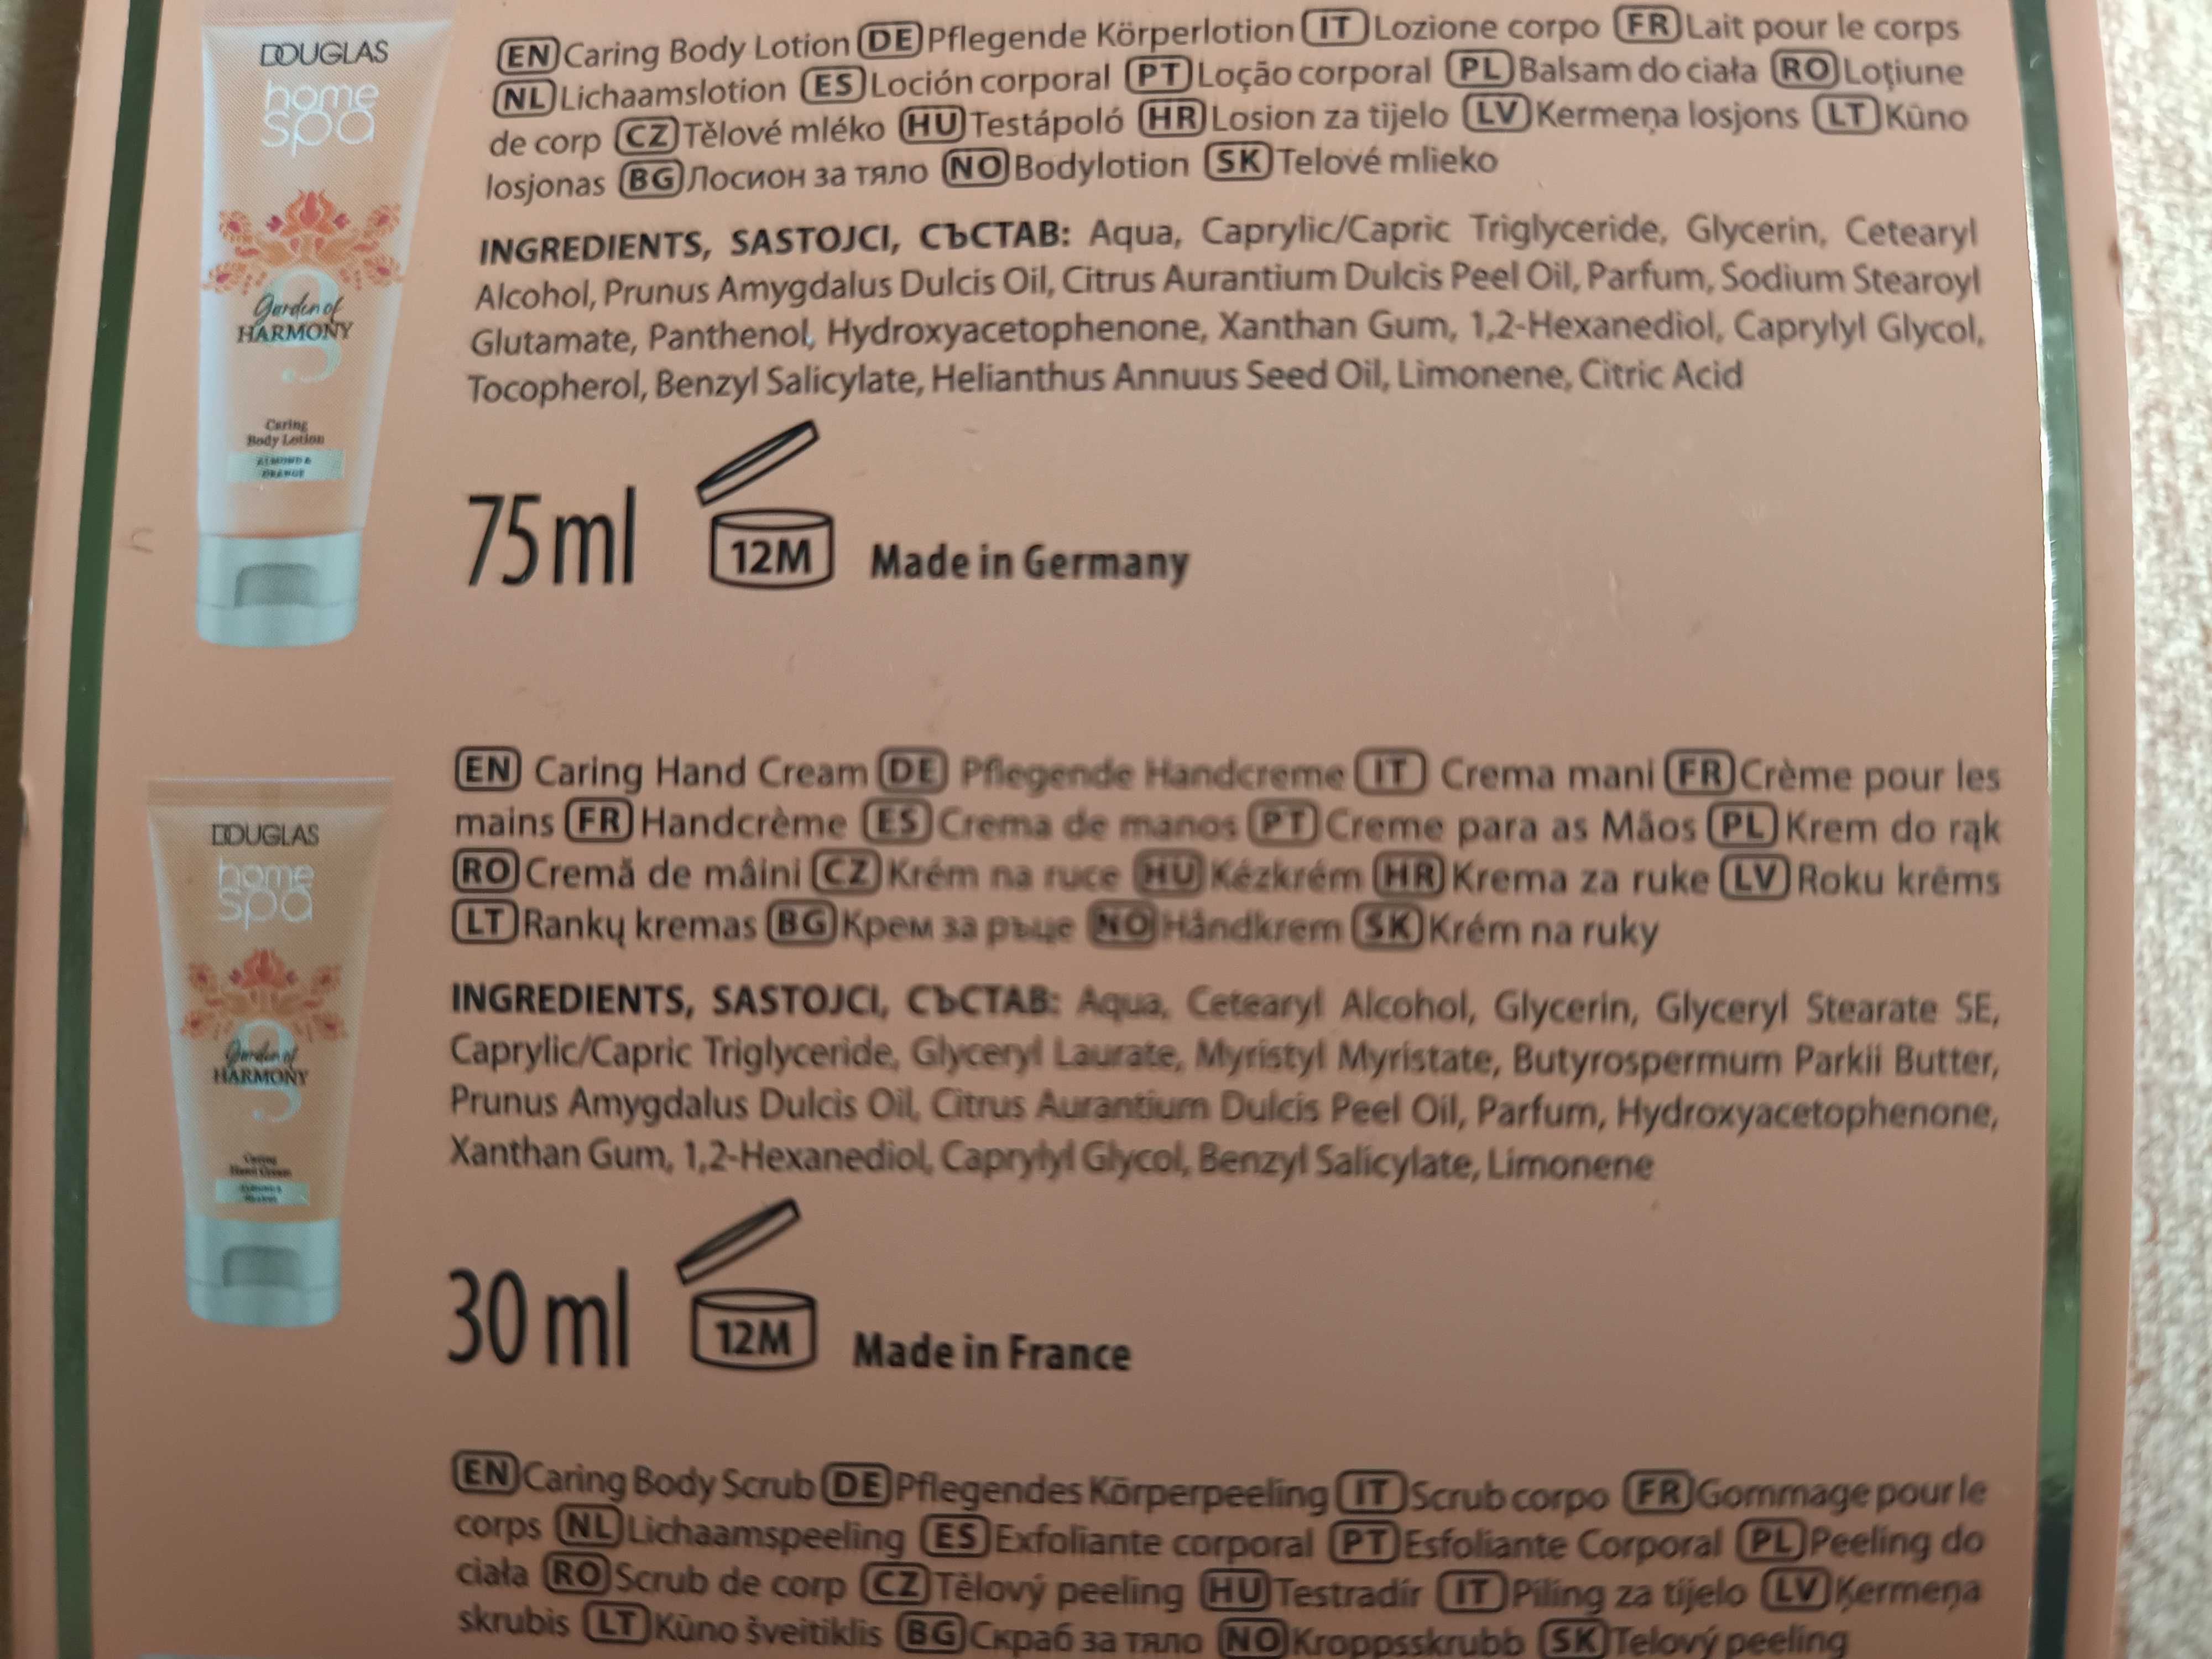 DOUGLAS
home
spa
3
Garden of
HARMONY
Caring
Body Lotion
ALMOND &
ORANGE
EN Caring Body Lotion DE Pflegende Körperlotion IT Lozione corpo FR Lait pour le corps
NL Lichaamslotion ES Loción corporal PT Loção corporal PL Balsam do ciała RO Loțiune
de corp CZ Tělové mléko HU Testápoló HR Losion za tijelo LV Kermeņa losjons LT Kūno
losjonas BG Лосион за тяло NO Bodylotion SK Telové mlieko
INGREDIENTS, SASTOJCI, СЪСТАВ: Aqua, Caprylic/Capric Triglyceride, Glycerin, Cetearyl
Alcohol, Prunus Amygdalus Dulcis Oil, Citrus Aurantium Dulcis Peel Oil, Parfum, Sodium Stearoyl
Glutamate, Panthenol, Hydroxyacetophenone, Xanthan Gum, 1,2-Hexanediol, Caprylyl Glycol,
Tocopherol, Benzyl Salicylate, Helianthus Annuus Seed Oil, Limonene, Citric Acid
75 ml 12M Made in Germany
DOUGLAS
home
spa
3
Garden of
HARMONY
Caring
Hand Cream
EN Caring Hand Cream DE Pflegende Handcreme IT Crema mani FR Crème pour les
mains FR Handcrème ES Crema de manos PT Creme para as Mãos PL Krem do rąk
RO Cremă de mâini CZ Krém na ruce HU Kézkrém HR Krema za ruke LV Roku krēms
LT Rankų kremas BG Крем за ръце NO Håndkrem SK Krém na ruky
INGREDIENTS, SASTOJCI, СЪСТАВ: Aqua, Cetearyl Alcohol, Glycerin, Glyceryl Stearate SE,
Caprylic/Capric Triglyceride, Glyceryl Laurate, Myristyl Myristate, Butyrospermum Parkii Butter,
Prunus Amygdalus Dulcis Oil, Citrus Aurantium Dulcis Peel Oil, Parfum, Hydroxyacetophenone,
Xanthan Gum, 1,2-Hexanediol, Caprylyl Glycol, Benzyl Salicylate, Limonene
30 ml 12M Made in France
EN Caring Body Scrub DE Pflegendes Körperpeeling IT Scrub corpo FR Gommage pour le
corps NL Lichaamspeeling ES Exfoliante corporal PT Esfoliante Corporal PL Peeling do
ciała RO Scrub de corp CZ Tělový peeling HU Testradír IT Piling za tijelo LV Ķermeņa
skrubis LT Kūno šveitiklis BG Скраб за тяло NO Kroppsskrubb SK Telový peeling